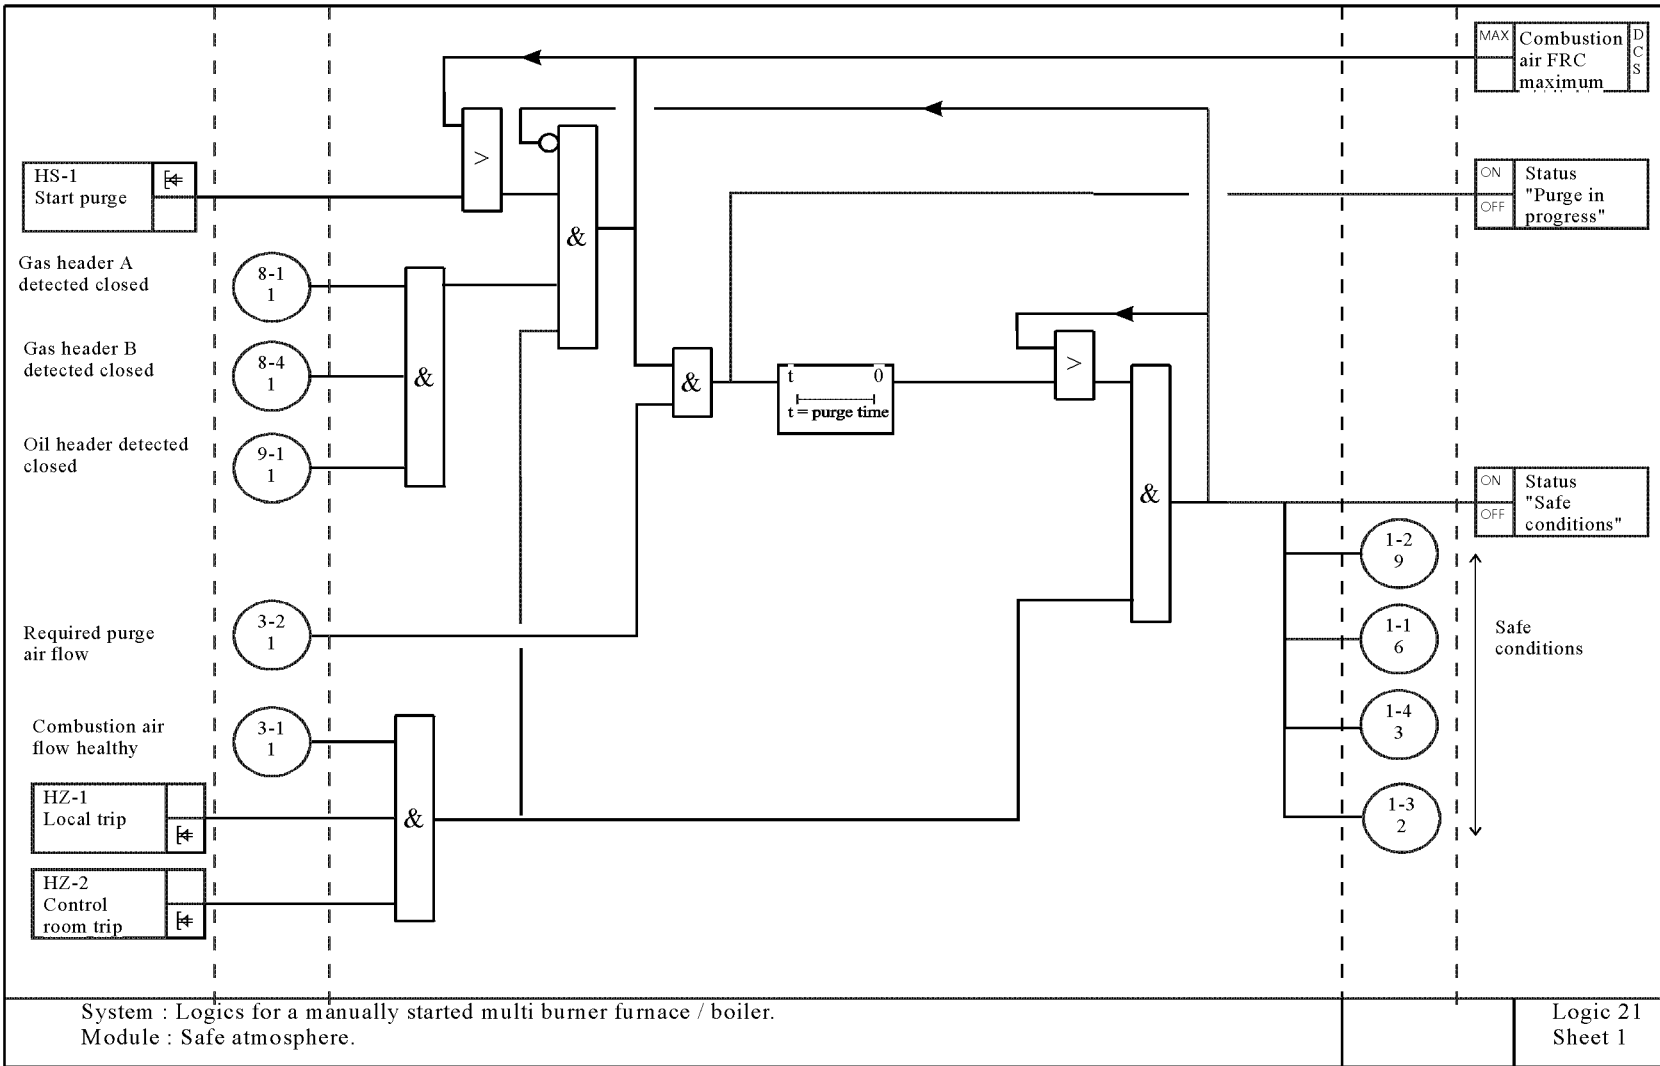 MAX
Combustion
air FRC
maximum
D
C
S
>
HS-1
Start purge
ON
OFF
Status
"Purge in
progress"
&
Gas header A
detected closed
8-1
1
Gas header B
detected closed
8-4
1
&
&
t 0
t = purge time
>
Oil header detected
closed
9-1
1
&
ON
OFF
Status
"Safe
conditions"
1-2
9
Required purge
air flow
3-2
1
1-1
6
Safe
conditions
Combustion air
flow healthy
3-1
1
1-4
3
HZ-1
Local trip
&
1-3
2
HZ-2
Control
room trip
System : Logics for a manually started multi burner furnace / boiler.
Module : Safe atmosphere.
Logic 21
Sheet 1